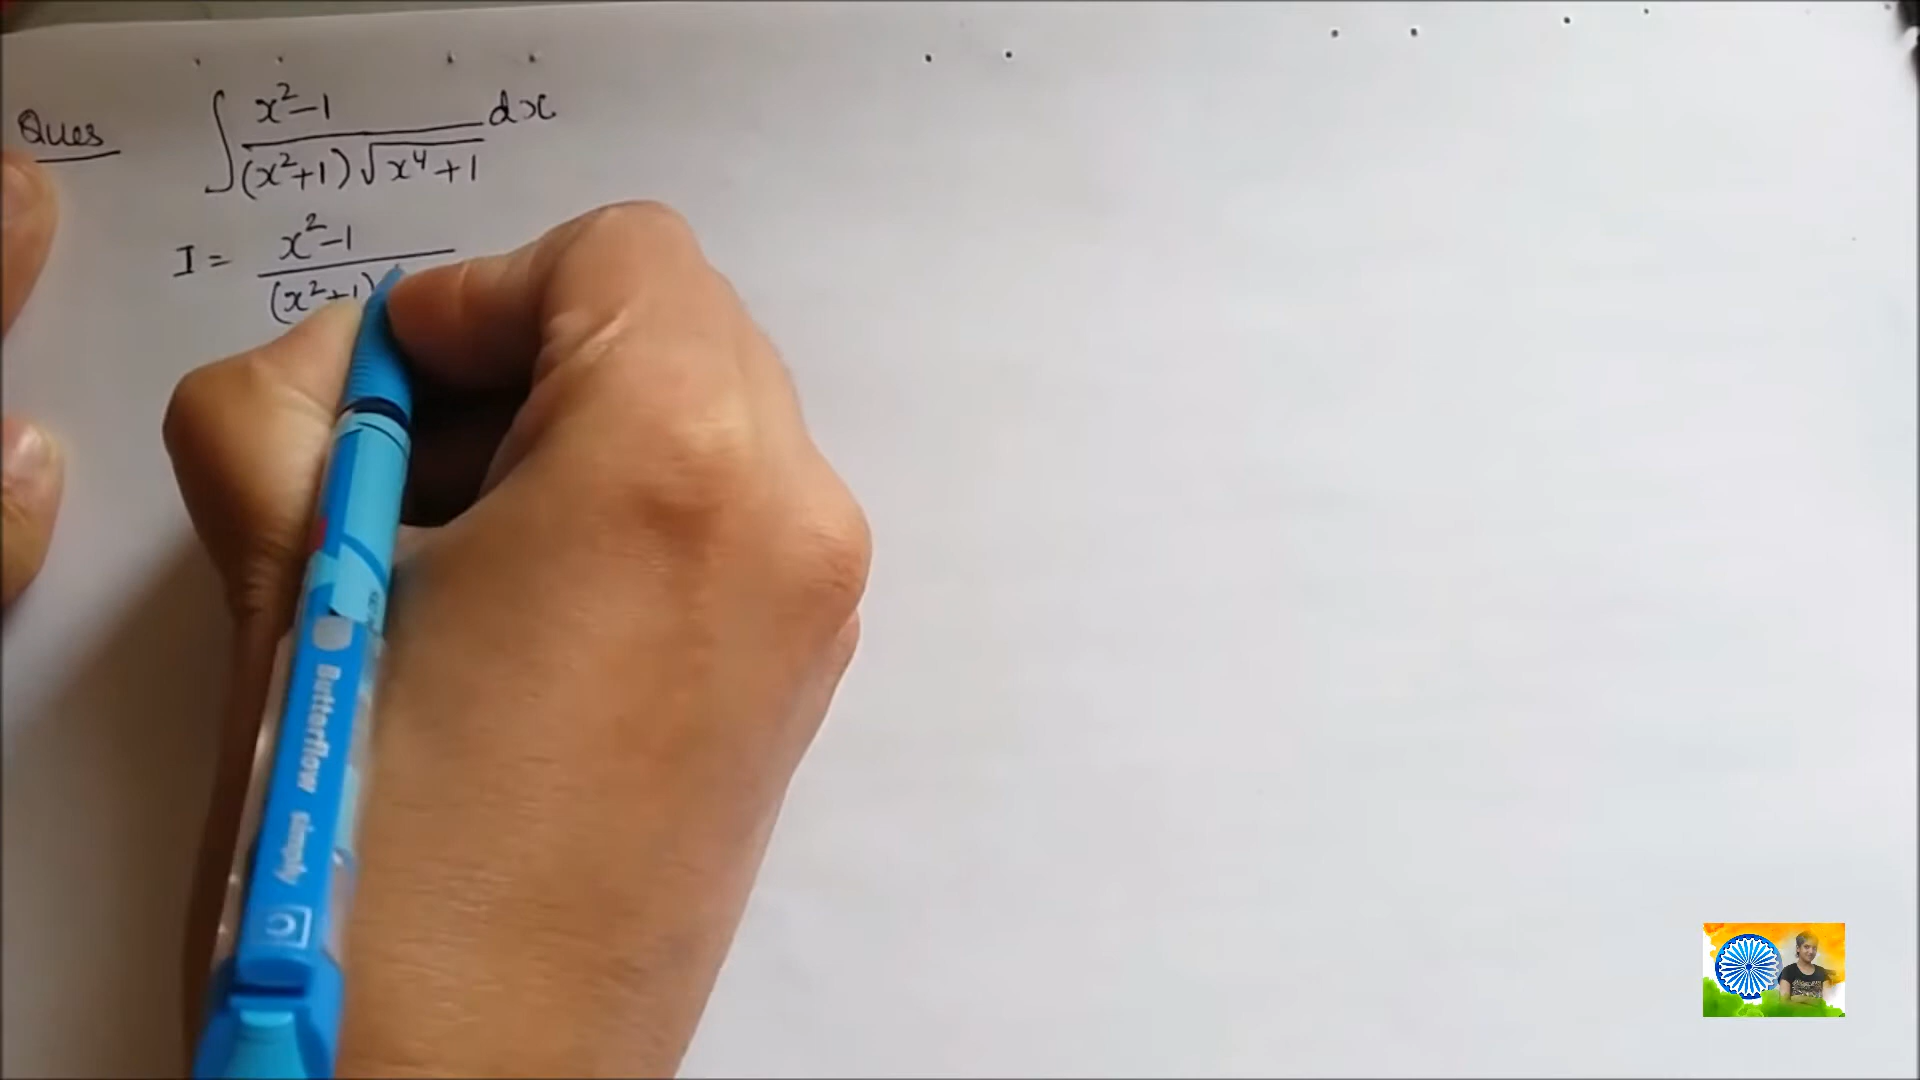 Ques ∫ x²-1 / (x²+1) √x⁴+1 dx
I = x²-1 / (x²+1)
Butterflow simply